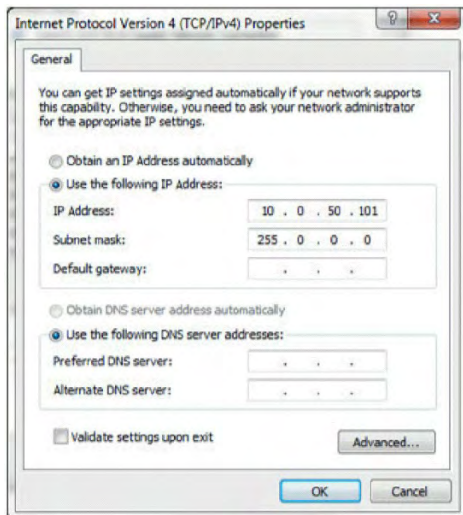 Internet Protocol Version 4 (TCP/IPv4) Properties
General
You can get IP settings assigned automatically if your network supports
this capability. Otherwise, you need to ask your network administrator
for the appropriate IP settings.
Obtain an IP Address automatically
Use the following IP Address:
IP Address: 10 . 0 . 50 . 101
Subnet mask: 255 . 0 . 0 . 0
Default gateway: . . .
Obtain DNS server address automatically
Use the following DNS server addresses:
Preferred DNS server: . . .
Alternate DNS server: . . .
Validate settings upon exit
Advanced...
OK Cancel